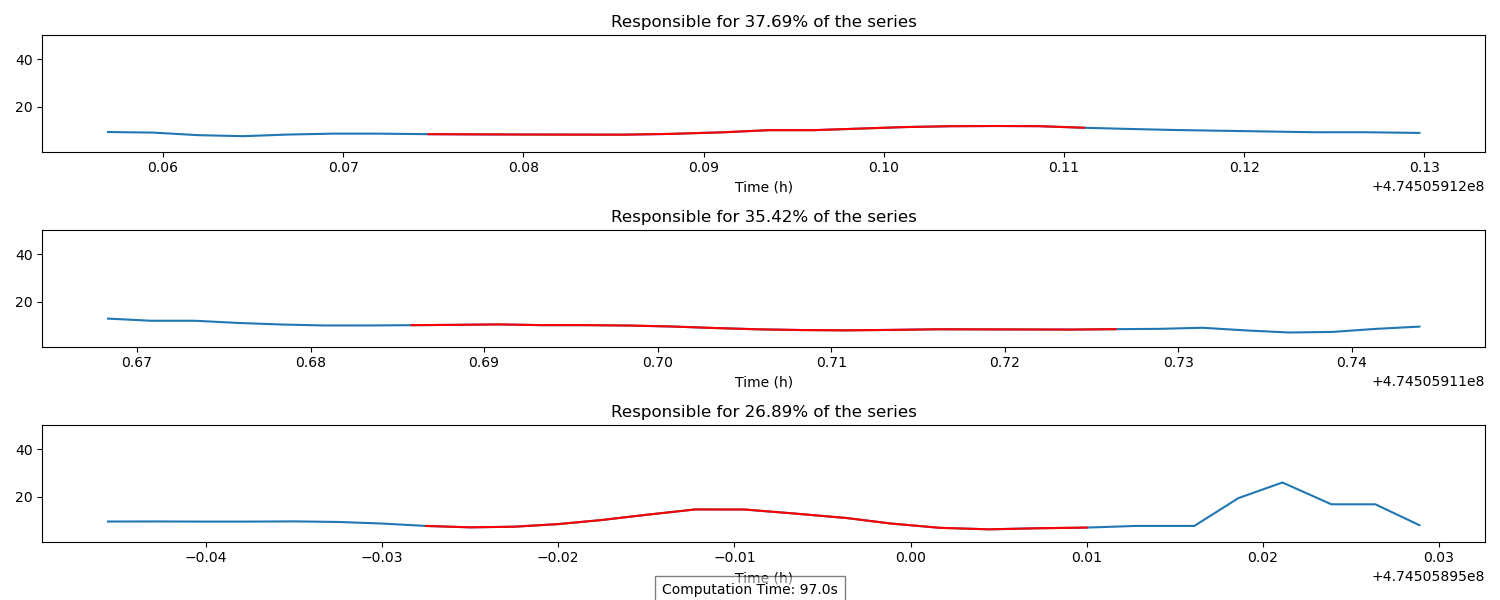 Responsible for 37.69% of the series
40
20
0.06 0.07 0.08 0.09 0.10 0.11 0.12 0.13
Time (h)
+4.74505912e8
Responsible for 35.42% of the series
40
20
0.67 0.68 0.69 0.70 0.71 0.72 0.73 0.74
Time (h)
+4.74505911e8
Responsible for 26.89% of the series
40
20
−0.04 −0.03 −0.02 −0.01 0.00 0.01 0.02 0.03
Time (h)
+4.74505895e8
Computation Time: 97.0s